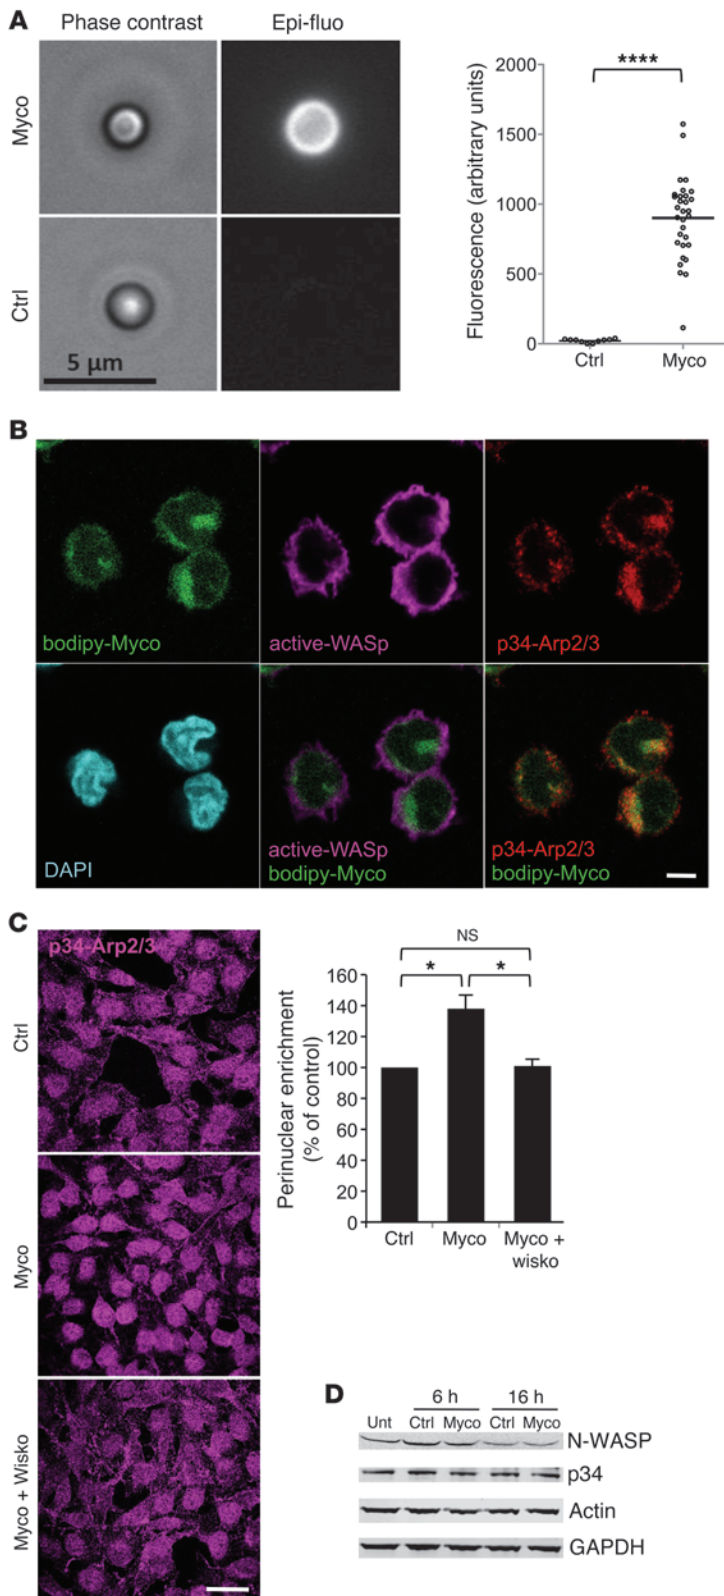 A
Phase contrast
Epi-fluo
Myco
Ctrl
5 µm
Fluorescence (arbitrary units)
2000
1500
1000
500
0
****
Ctrl
Myco
B
bodipy-Myco
active-WASp
p34-Arp2/3
DAPI
active-WASp
bodipy-Myco
p34-Arp2/3
bodipy-Myco
C
p34-Arp2/3
Ctrl
Myco
Myco + Wisko
Perinuclear enrichment
(% of control)
160
140
120
100
80
60
40
20
0
NS
*
*
Ctrl
Myco
Myco +
wisko
D
6 h
16 h
Unt
Ctrl
Myco
Ctrl
Myco
N-WASP
p34
Actin
GAPDH